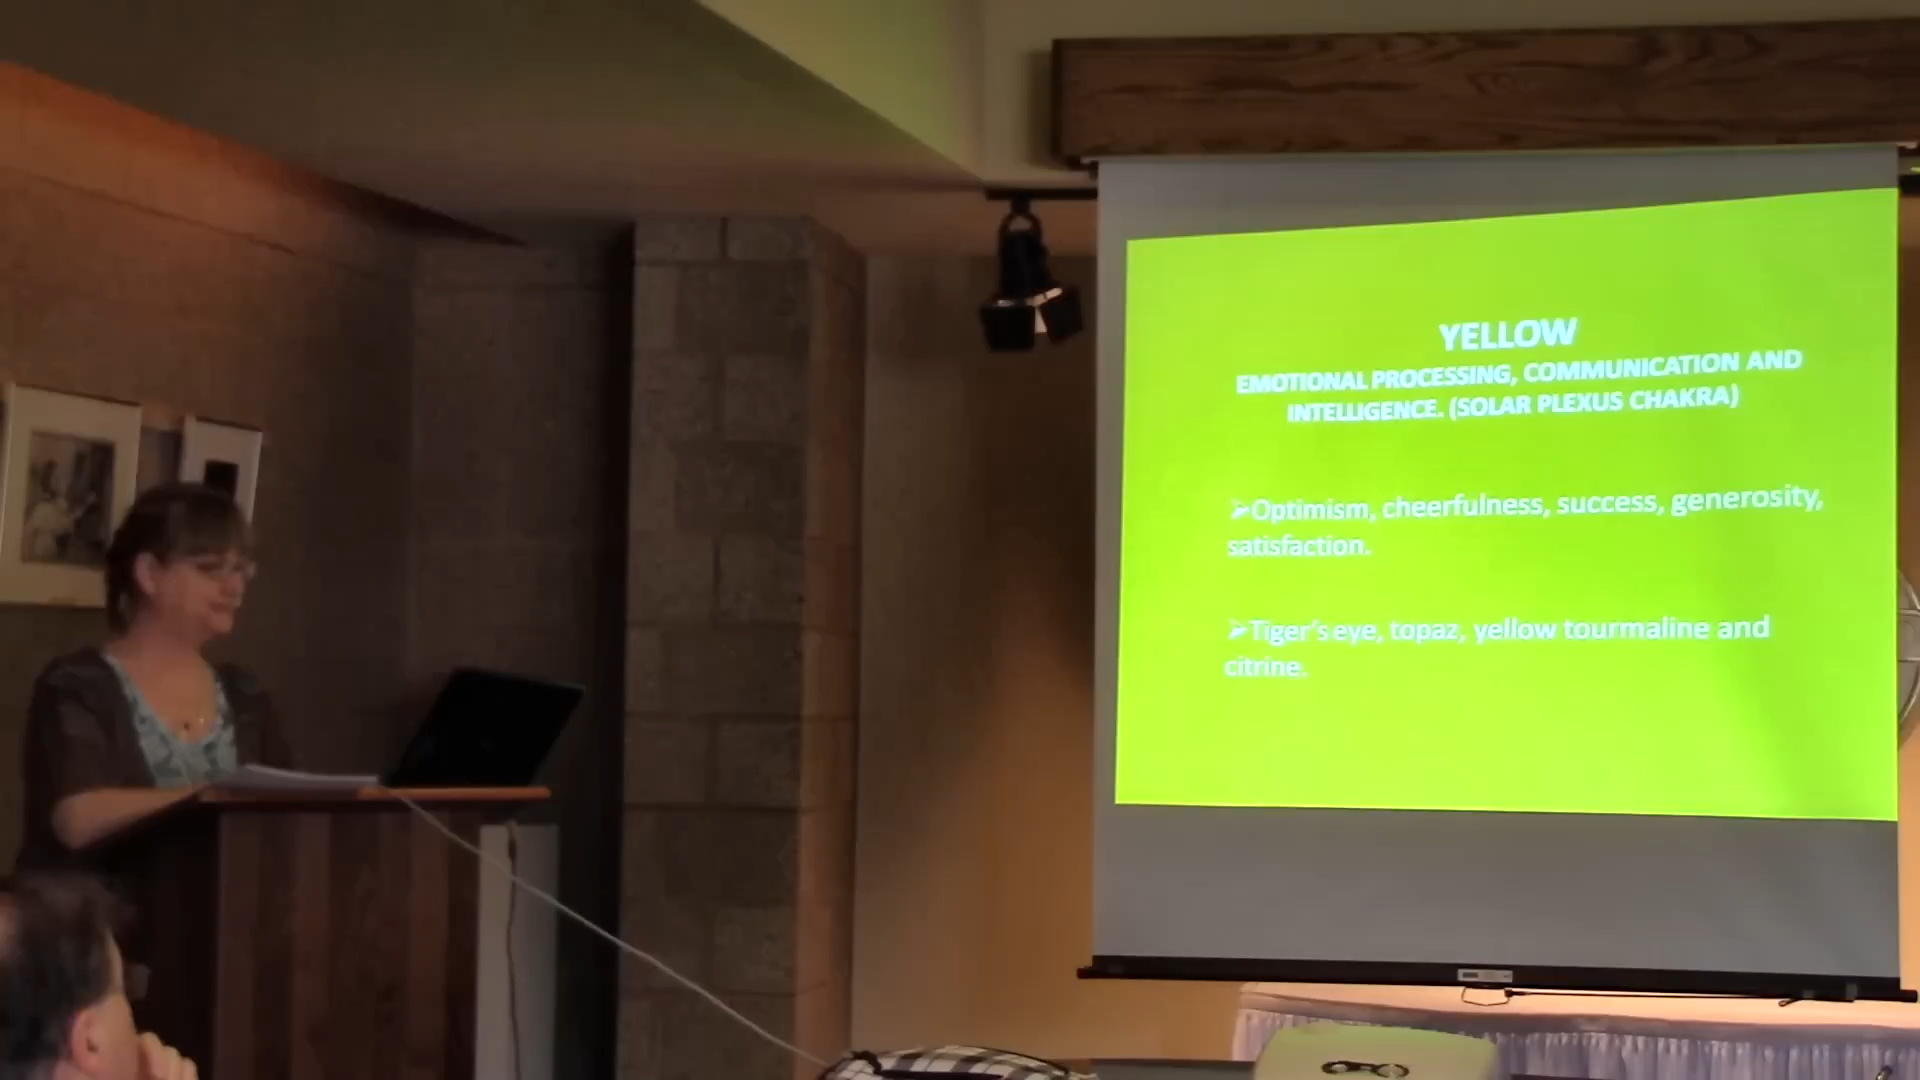 YELLOW
EMOTIONAL PROCESSING, COMMUNICATION AND
INTELLIGENCE. (SOLAR PLEXUS CHAKRA)
➢Optimism, cheerfulness, success, generosity,
satisfaction.
➢Tiger's eye, topaz, yellow tourmaline and
citrine.